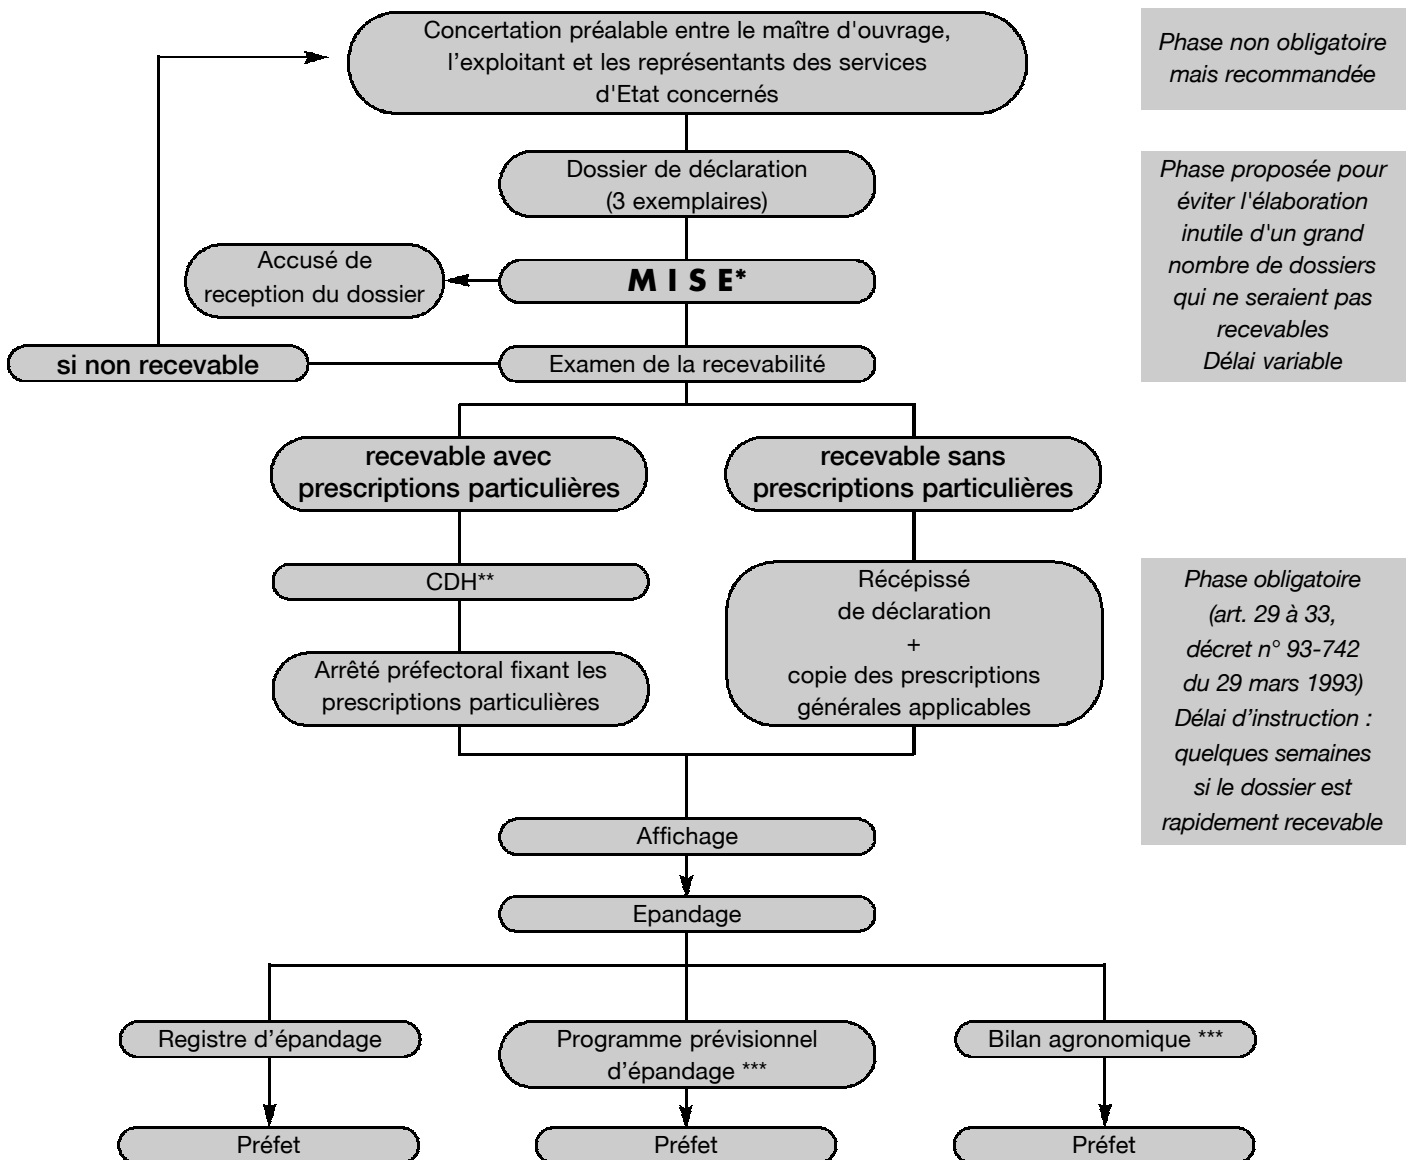 Concertation préalable entre le maître d'ouvrage,
l’exploitant et les représentants des services
d'Etat concernés
Phase non obligatoire
mais recommandée
Dossier de déclaration
(3 exemplaires)
Phase proposée pour
éviter l'élaboration
inutile d'un grand
nombre de dossiers
qui ne seraient pas
recevables
Délai variable
Accusé de
reception du dossier
M I S E*
si non recevable
Examen de la recevabilité
recevable avec
prescriptions particulières
recevable sans
prescriptions particulières
CDH**
Arrêté préfectoral fixant les
prescriptions particulières
Récépissé
de déclaration
+
copie des prescriptions
générales applicables
Phase obligatoire
(art. 29 à 33,
décret n° 93-742
du 29 mars 1993)
Délai d’instruction :
quelques semaines
si le dossier est
rapidement recevable
Affichage
Epandage
Registre d’épandage
Programme prévisionnel
d’épandage ***
Bilan agronomique ***
Préfet
Préfet
Préfet